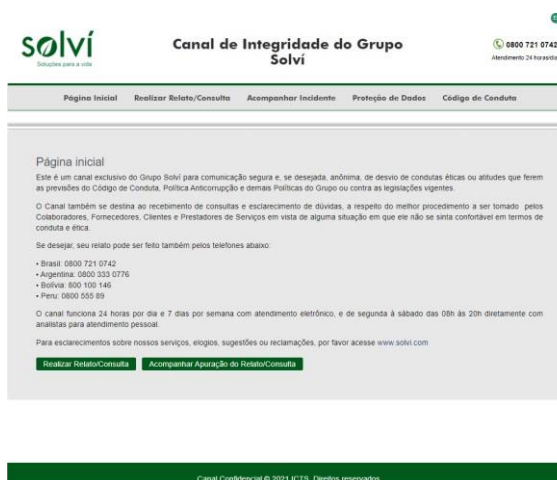 solví
Soluções para a vida
Canal de Integridade do Grupo
Solví
0800 721 0742
Atendimento 24 horas/dia
Página Inicial Realizar Relato/Consulta Acompanhar Incidente Proteção de Dados Código de Conduta
Página inicial
Este é um canal exclusivo do Grupo Solví para comunicação segura e, se desejada, anônima, de desvio de condutas éticas ou atitudes que ferem
as previsões do Código de Conduta, Política Anticorrupção e demais Políticas do Grupo ou contra as legislações vigentes.
O Canal também se destina ao recebimento de consultas e esclarecimento de dúvidas, a respeito do melhor procedimento a ser tomado pelos
Colaboradores, Fornecedores, Clientes e Prestadores de Serviços em vista de alguma situação em que ele não se sinta confortável em termos de
conduta e ética.
Se desejar, seu relato pode ser feito também pelos telefones abaixo:
• Brasil: 0800 721 0742
• Argentina: 0800 333 0776
• Bolívia: 800 100 146
• Peru: 0800 555 89
O canal funciona 24 horas por dia e 7 dias por semana com atendimento eletrônico, e de segunda à sábado das 08h às 20h diretamente com
analistas para atendimento pessoal.
Para esclarecimentos sobre nossos serviços, elogios, sugestões ou reclamações, por favor acesse www.solvi.com
Realizar Relato/Consulta Acompanhar Apuração do Relato/Consulta
Canal Confidencial © 2021 ICTS. Direitos reservados.